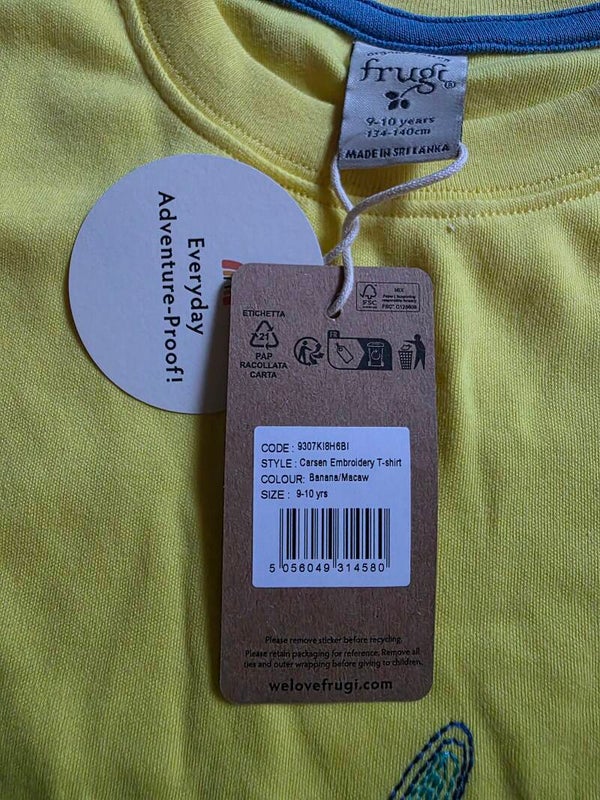 frugi®
9-10 years
134-140cm
MADE IN SRI LANKA
Everyday
Adventure-Proof!
ETICHETTA
21
PAP
RACOLLATA
CARTA
FSC
MIX
FR
CODE : 9307KI8H6BI
STYLE : Carsen Embroidery T-shirt
COLOUR: Banana/Macaw
SIZE : 9-10 yrs
5 056049 314580
Please remove sticker before recycling.
Please retain packaging for reference. Remove all
ties and outer wrapping before giving to children.
welovefrugi.com